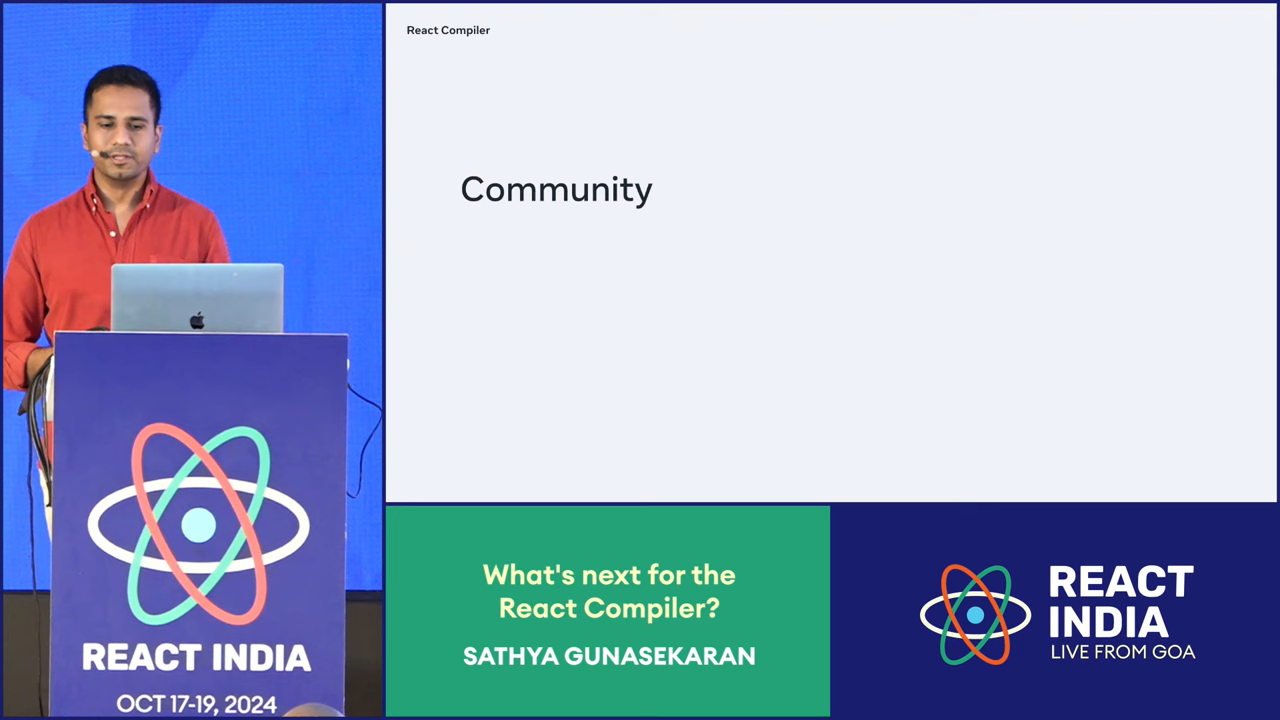 React Compiler
Community
REACT INDIA
OCT 17-19, 2024
What's next for the
React Compiler?
SATHYA GUNASEKARAN
REACT
INDIA
LIVE FROM GOA